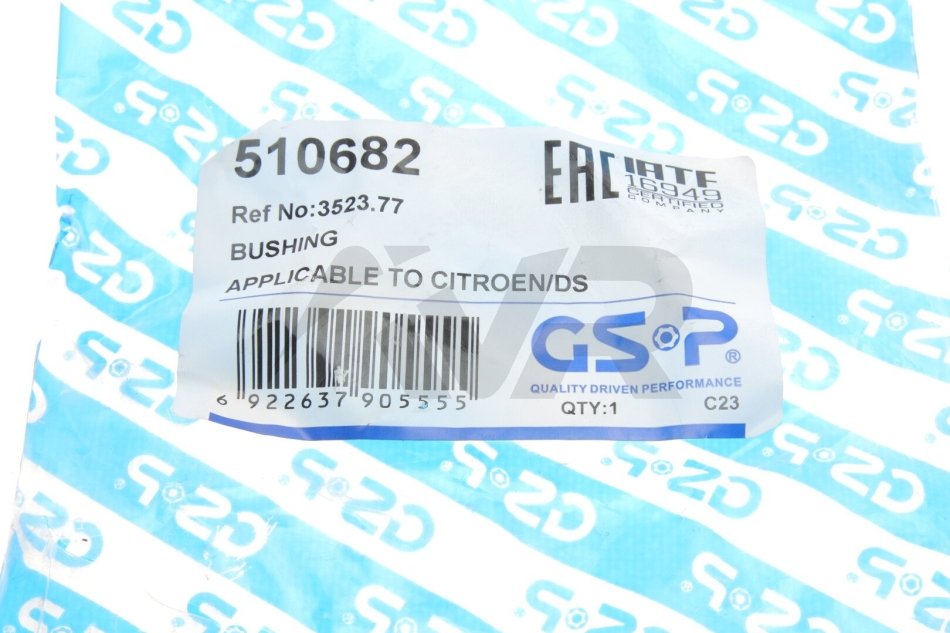 510682
EAC IATF
16949
CERTIFIED
COMPANY
Ref No:3523.77
BUSHING
APPLICABLE TO CITROEN/DS
GSP®
QUALITY DRIVEN PERFORMANCE
6 922637 905555
QTY:1 C23